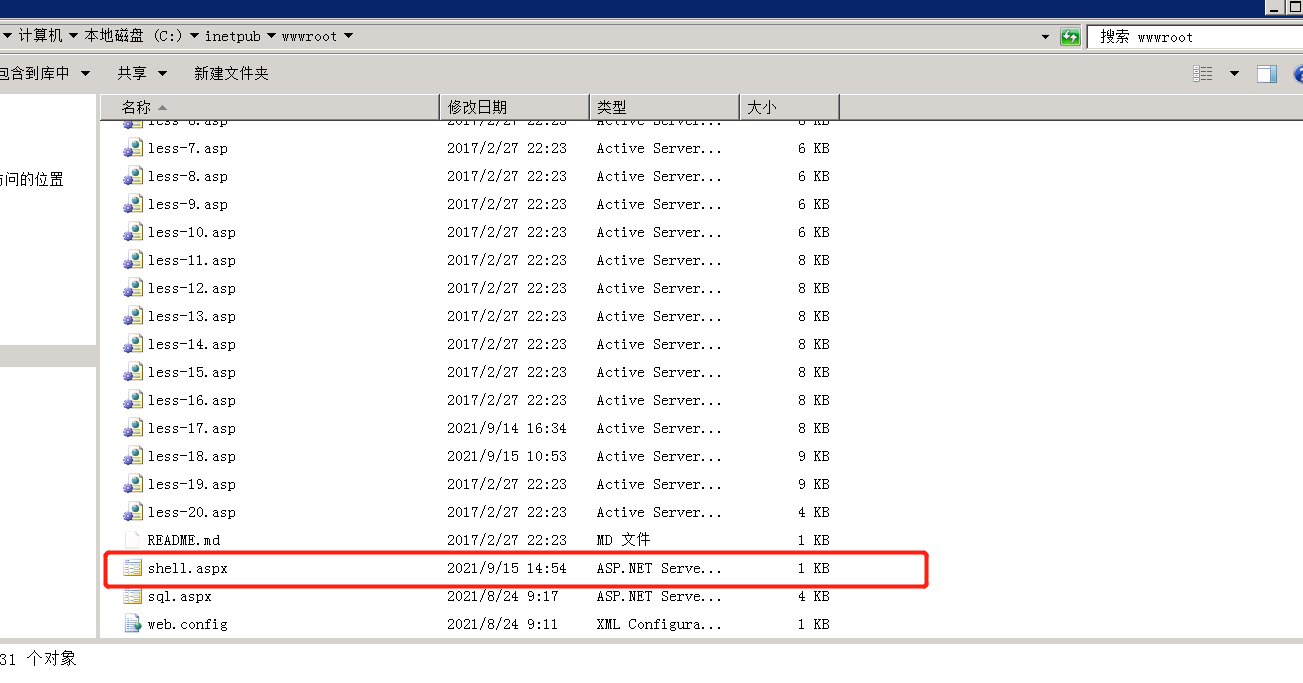 计算机 本地磁盘 (C:) inetpub wwwroot 搜索 wwwroot
包含到库中 共享 新建文件夹
名称 修改日期 类型 大小
less-6.asp 2017/2/27 22:23 Active Server... 6 KB
less-7.asp 2017/2/27 22:23 Active Server... 6 KB
less-8.asp 2017/2/27 22:23 Active Server... 6 KB
访问的位置
less-9.asp 2017/2/27 22:23 Active Server... 6 KB
less-10.asp 2017/2/27 22:23 Active Server... 6 KB
less-11.asp 2017/2/27 22:23 Active Server... 8 KB
less-12.asp 2017/2/27 22:23 Active Server... 8 KB
less-13.asp 2017/2/27 22:23 Active Server... 8 KB
less-14.asp 2017/2/27 22:23 Active Server... 8 KB
less-15.asp 2017/2/27 22:23 Active Server... 8 KB
less-16.asp 2017/2/27 22:23 Active Server... 8 KB
less-17.asp 2021/9/14 16:34 Active Server... 8 KB
less-18.asp 2021/9/15 10:53 Active Server... 9 KB
less-19.asp 2017/2/27 22:23 Active Server... 9 KB
less-20.asp 2017/2/27 22:23 Active Server... 4 KB
README.md 2017/2/27 22:23 MD 文件 1 KB
shell.aspx 2021/9/15 14:54 ASP.NET Serve... 1 KB
sql.aspx 2021/8/24 9:17 ASP.NET Serve... 4 KB
web.config 2021/8/24 9:11 XML Configura... 1 KB
31 个对象